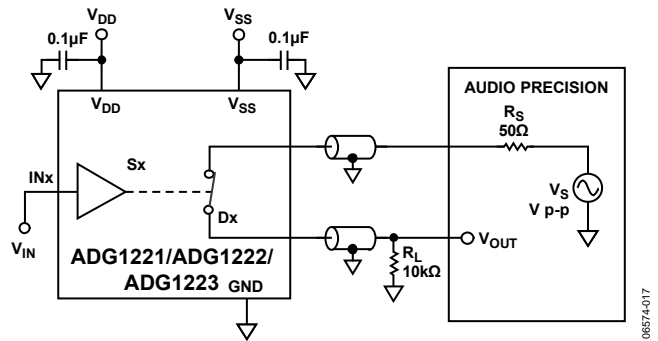 VDD
VSS
0.1µF
0.1µF
VDD
VSS
AUDIO PRECISION
RS
50Ω
INx
Sx
VS
V p-p
Dx
VIN
VOUT
ADG1221/ADG1222/
ADG1223
GND
RL
10kΩ
06574-017